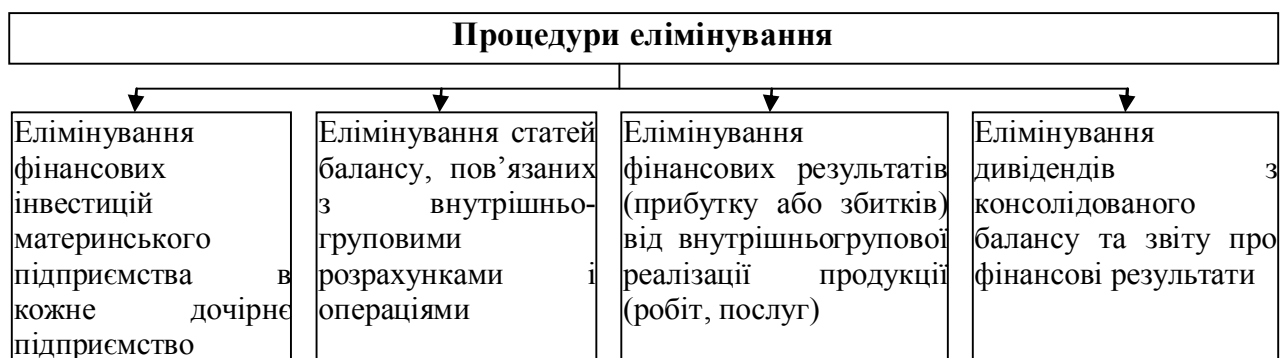 Процедури елімінування
Елімінування
фінансових
інвестицій
материнського
підприємства в
кожне дочірнє
підприємство
Елімінування статей
балансу, пов’язаних
з внутрішньо-
груповими
розрахунками і
операціями
Елімінування
фінансових результатів
(прибутку або збитків)
від внутрішньогрупової
реалізації продукції
(робіт, послуг)
Елімінування
дивідендів з
консолідованого
балансу та звіту про
фінансові результати